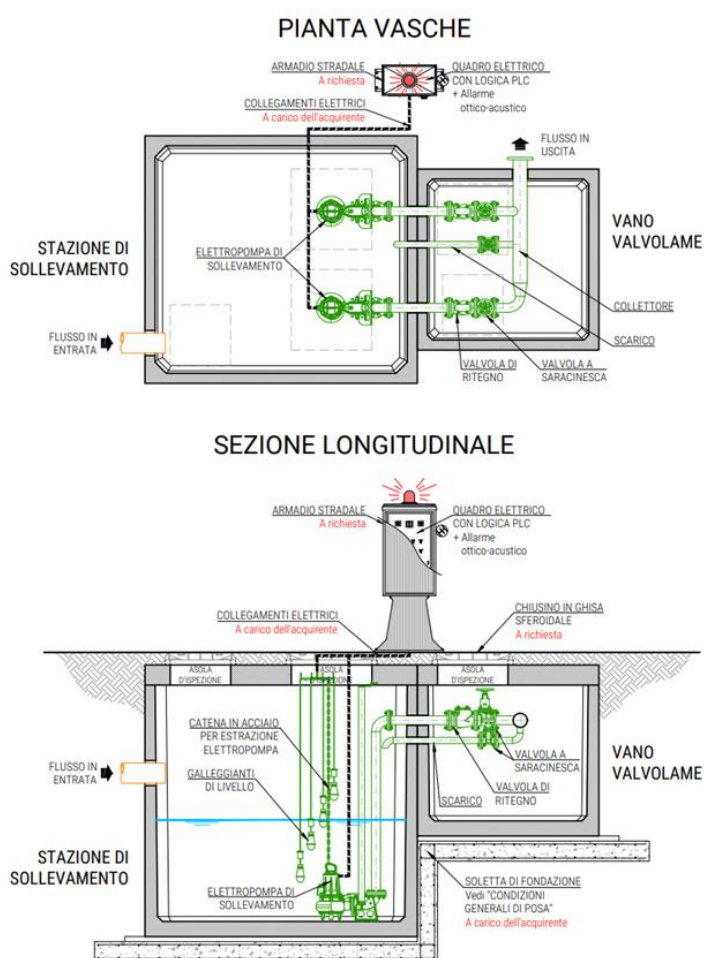 PIANTA VASCHE
ARMADIO STRADALE
A richiesta
QUADRO ELETTRICO
CON LOGICA PLC
+ Allarme
ottico-acustico
COLLEGAMENTI ELETTRICI
A carico dell'acquirente
FLUSSO IN
USCITA
STAZIONE DI
SOLLEVAMENTO
ELETTROPOMPA DI
SOLLEVAMENTO
VANO
VALVOLAME
COLLETTORE
FLUSSO IN
ENTRATA
SCARICO
VALVOLA DI
RITEGNO
VALVOLA A
SARACINESCA
SEZIONE LONGITUDINALE
ARMADIO STRADALE
A richiesta
QUADRO ELETTRICO
CON LOGICA PLC
+ Allarme
ottico-acustico
COLLEGAMENTI ELETTRICI
A carico dell'acquirente
CHIUSINO IN GHISA
SFEROIDALE
A richiesta
ASOLA
D'ISPEZIONE
ASOLA
D'ISPEZIONE
ASOLA
D'ISPEZIONE
CATENA IN ACCIAIO
PER ESTRAZIONE
ELETTROPOMPA
FLUSSO IN
ENTRATA
GALLEGGIANTI
DI LIVELLO
VALVOLA A
SARACINESCA
VALVOLA DI
RITEGNO
SCARICO
VANO
VALVOLAME
STAZIONE DI
SOLLEVAMENTO
ELETTROPOMPA DI
SOLLEVAMENTO
SOLETTA DI FONDAZIONE
Vedi "CONDIZIONI
GENERALI DI POSA"
A carico dell'acquirente